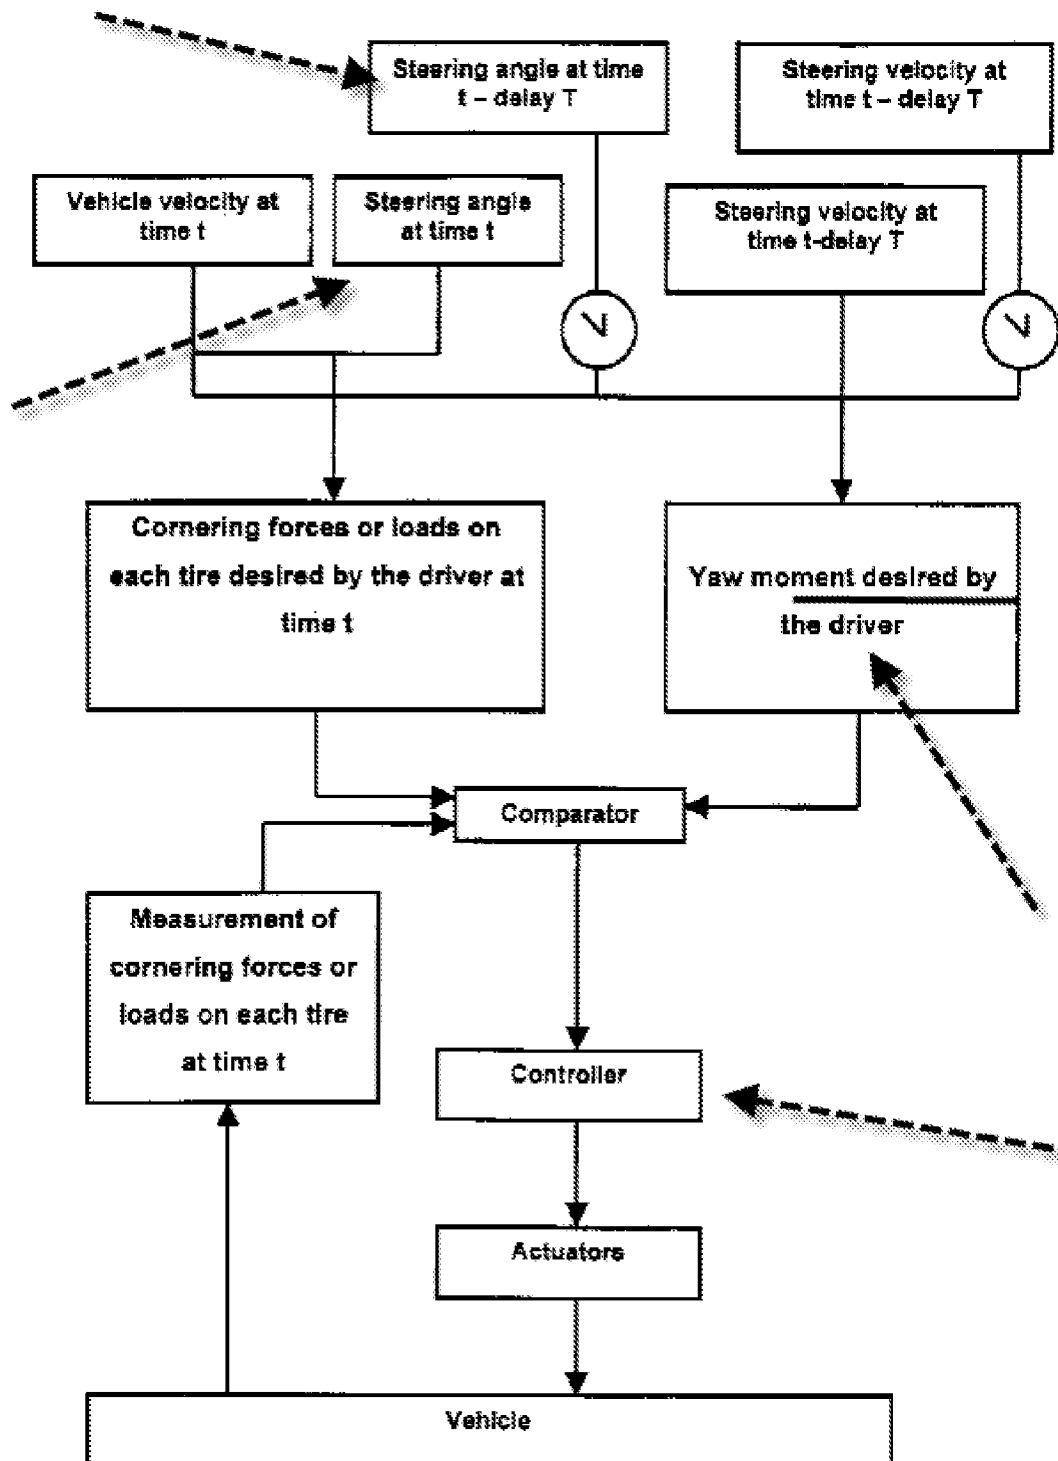 Steering angle at time
t – delay T
Steering velocity at
time t – delay T
Vehicle velocity at
time t
Steering angle
at time t
Steering velocity at
time t-delay T
V
V
Cornering forces or loads on
each tire desired by the driver at
time t
Yaw moment desired by
the driver
Comparator
Measurement of
cornering forces or
loads on each tire
at time t
Controller
Actuators
Vehicle